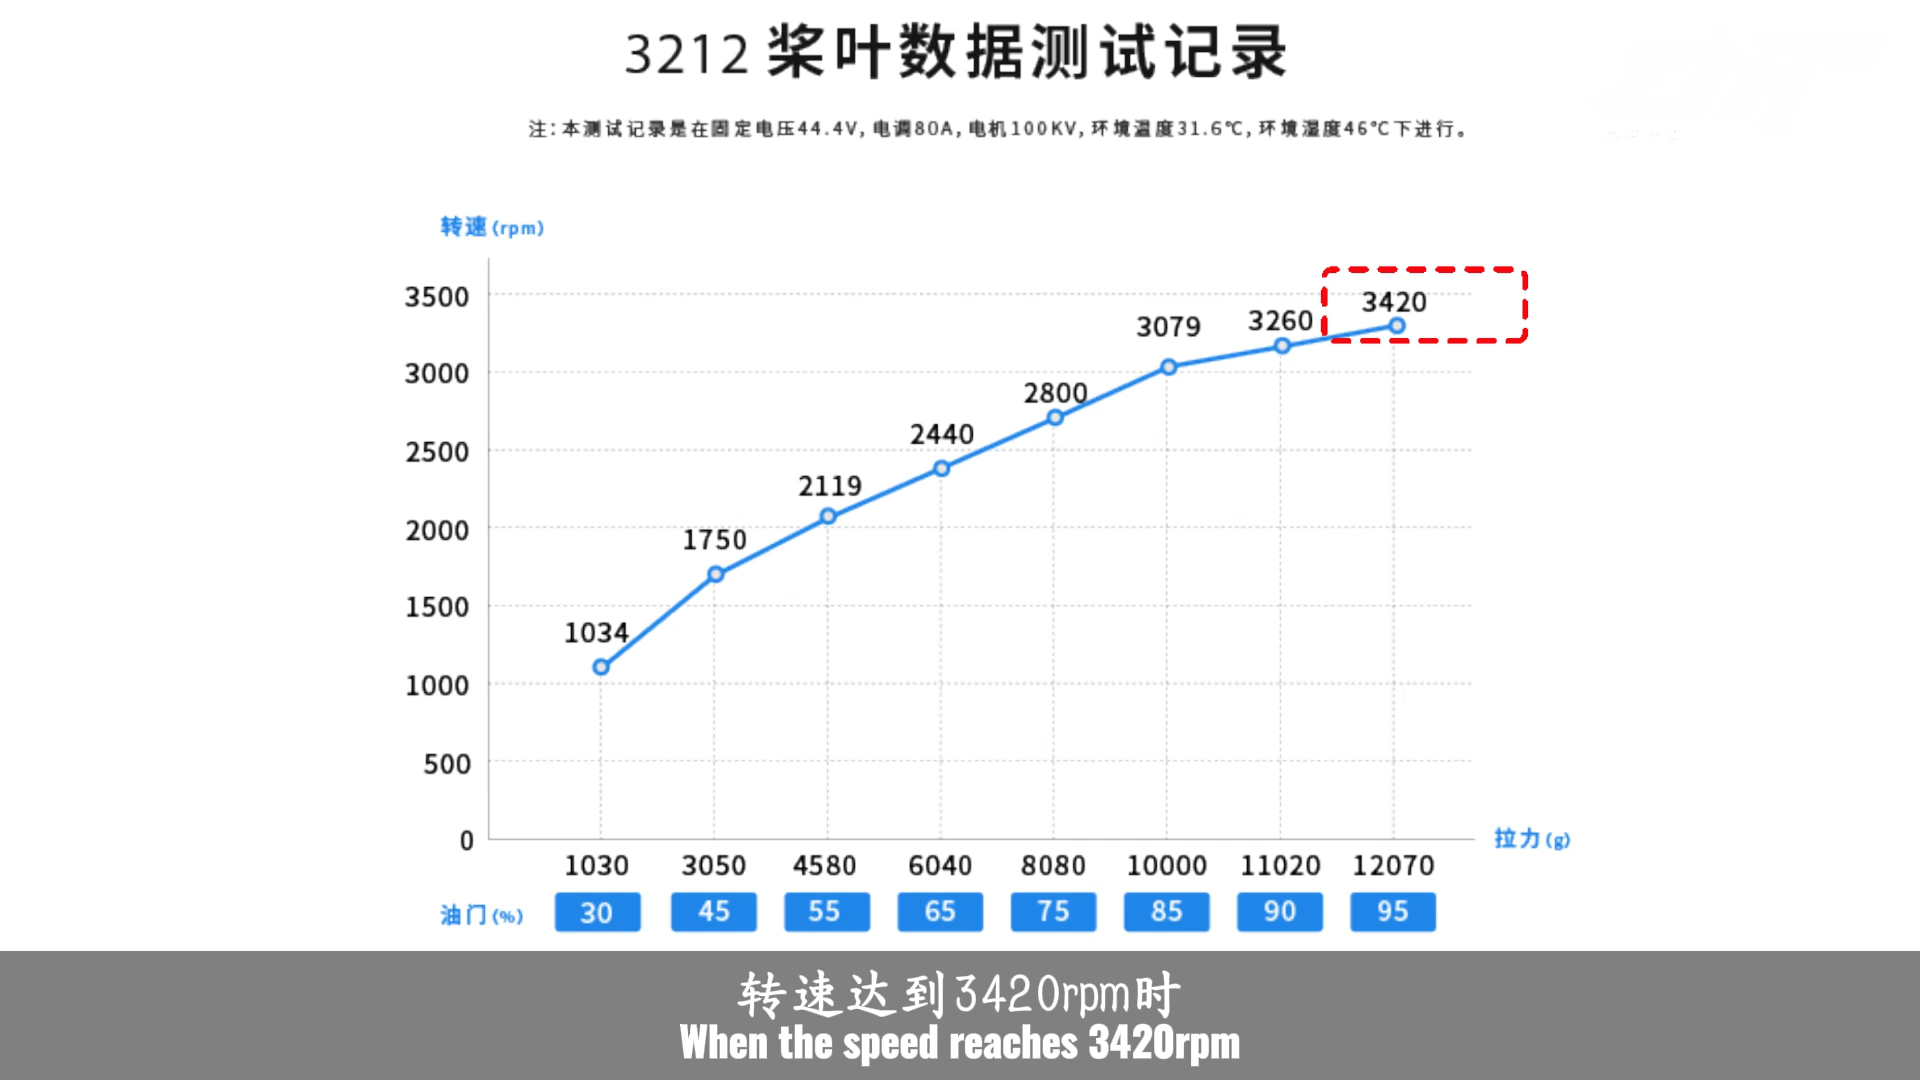 3212 桨叶数据测试记录
注:本测试记录是在固定电压44.4V,电调80A,电机100KV,环境温度31.6℃,环境湿度46℃下进行。
转速(rpm)
3500
3000
2500
2000
1500
1000
500
0
1034
1750
2119
2440
2800
3079
3260
3420
拉力(g)
1030 3050 4580 6040 8080 10000 11020 12070
油门(%) 30 45 55 65 75 85 90 95
转速达到3420rpm时
When the speed reaches 3420rpm